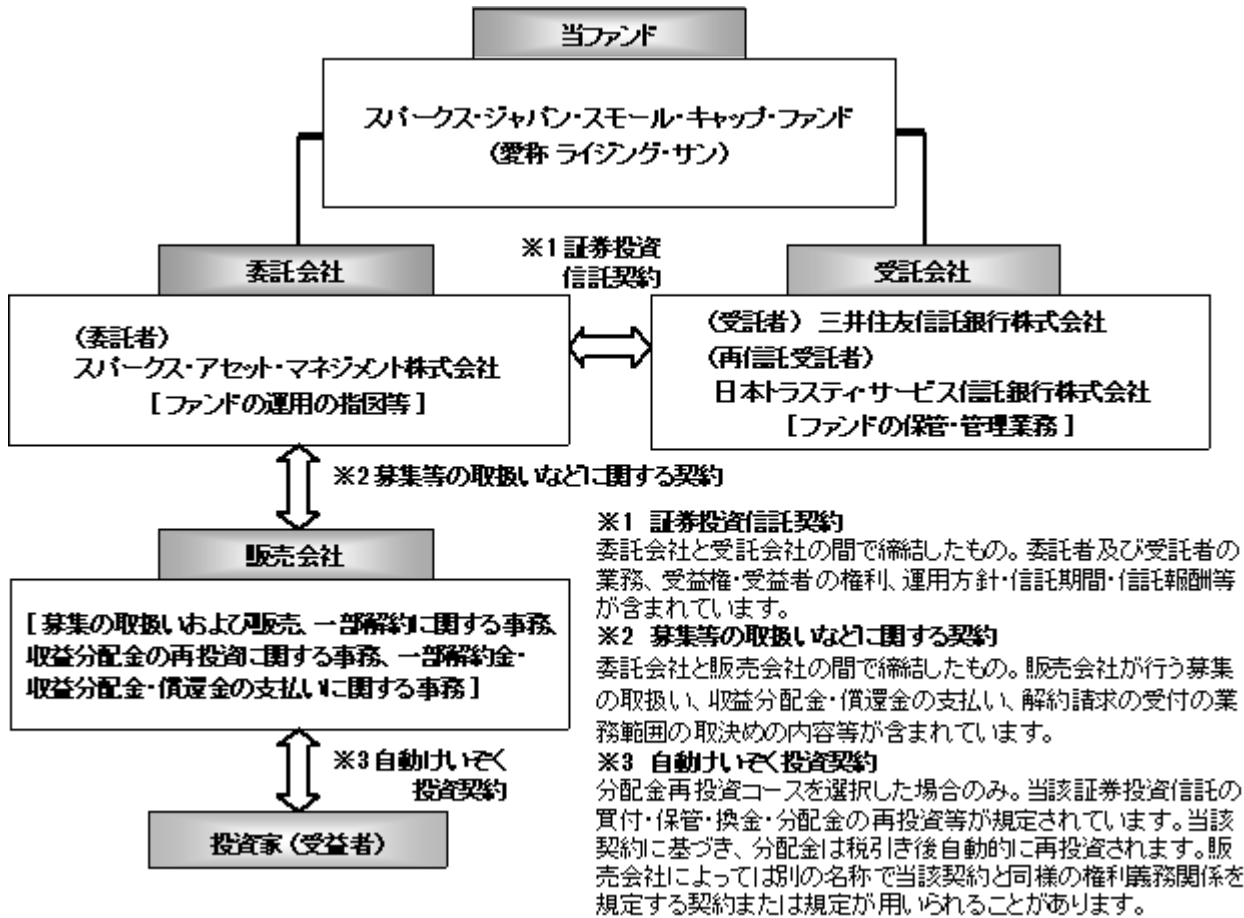 当ファンド
スパークス・ジャパン・スモール・キャップ・ファンド
(愛称 ライジング・サン)
委託会社
※1 証券投資
信託契約
受託会社
(委託者)
スパークス・アセット・マネジメント株式会社
[ファンドの運用の指図等]
(受託者) 三井住友信託銀行株式会社
(再信託受託者)
日本トラスティ・サービス信託銀行株式会社
[ファンドの保管・管理業務]
※2 募集等の取扱いなどに関する契約
販売会社
[募集の取扱いおよび販売、一部解約に関する事務、
収益分配金の再投資に関する事務、一部解約金・
収益分配金・償還金の支払いに関する事務]
※3 自動けいぞく
投資契約
投資家(受益者)
※1 証券投資信託契約
委託会社と受託会社の間で締結したもの。委託者及び受託者の
業務、受益権・受益者の権利、運用方針・信託期間・信託報酬等
が含まれています。
※2 募集等の取扱いなどに関する契約
委託会社と販売会社の間で締結したもの。販売会社が行う募集
の取扱い、収益分配金・償還金の支払い、解約請求の受付の業
務範囲の取決めの内容等が含まれています。
※3 自動けいぞく投資契約
分配金再投資コースを選択した場合のみ。当該証券投資信託の
買付・保管・換金・分配金の再投資等が規定されています。当該
契約に基づき、分配金は税引き後自動的に再投資されます。販
売会社によっては別の名称で当該契約と同様の権利義務関係を
規定する契約または規定が用いられることがあります。